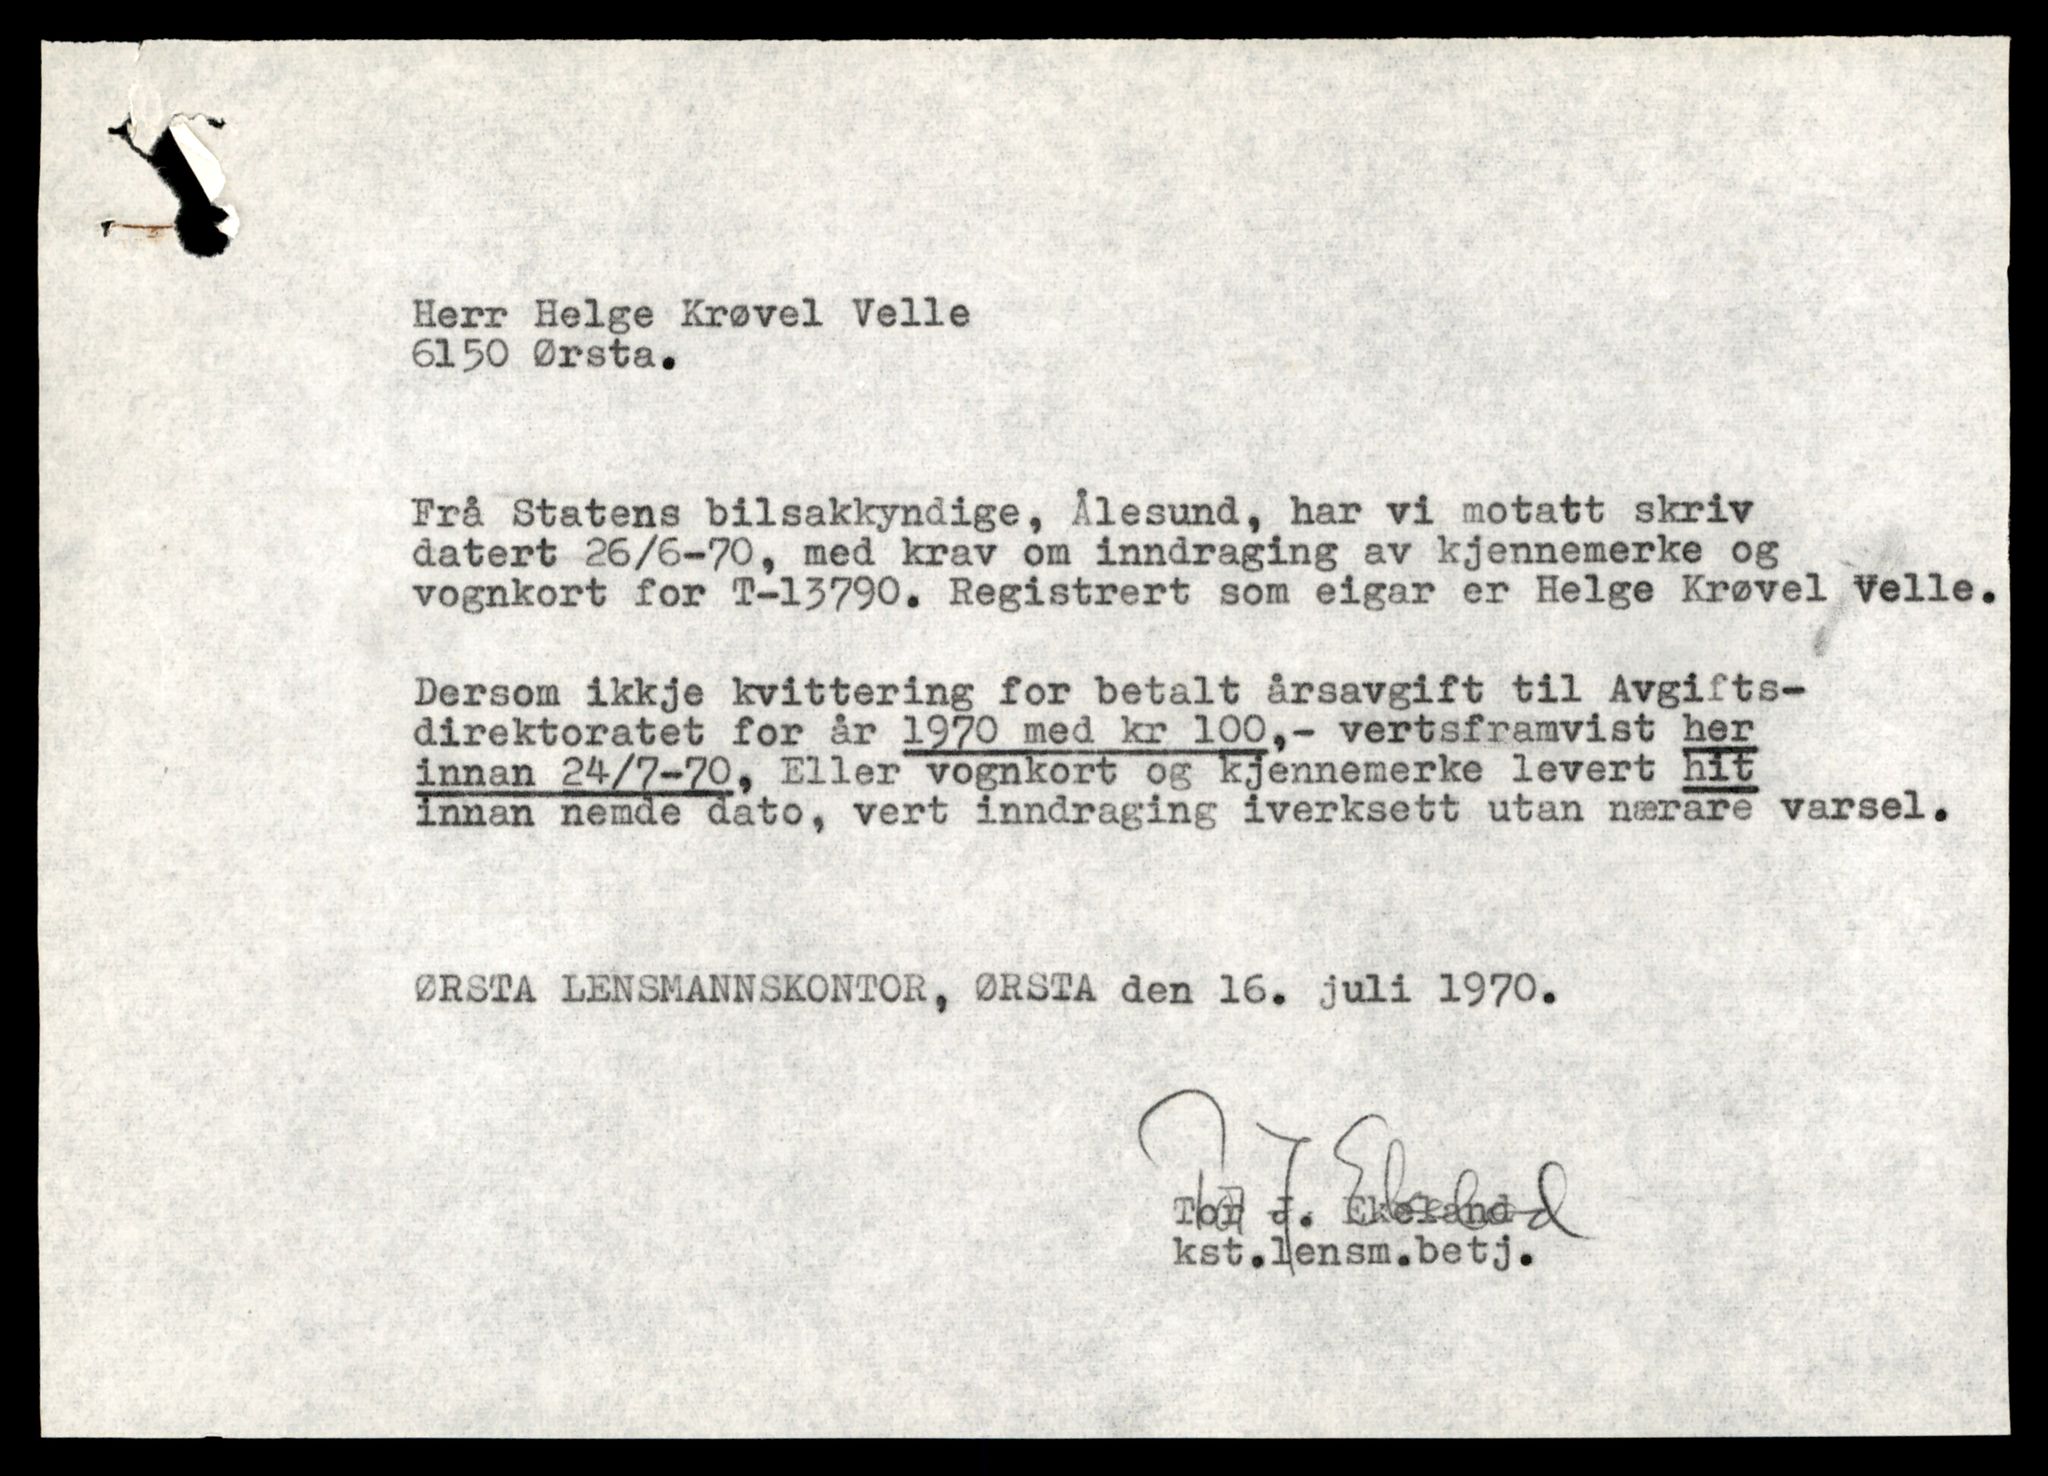 Herr Helge Krøvel Velle
6150 Ørsta.
Frå Statens bilsakkyndige, Ålesund, har vi motatt skriv
datert 26/6-70, med krav om inndraging av kjennemerke og
vognkort for T-13790. Registrert som eigar er Helge Krøvel Velle.
Dersom ikkje kvittering for betalt årsavgift til Avgifts-
direktoratet for år 1970 med kr 100,- vertsframvist her
innan 24/7-70, Eller vognkort og kjennemerke levert hit
innan nemde dato, vert inndraging iverksett utan nærare varsel.
ØRSTA LENSMANNSKONTOR, ØRSTA den 16. juli 1970.
Tor J Ekeland
Tor J. Ekeland
kst.lensm.betj.